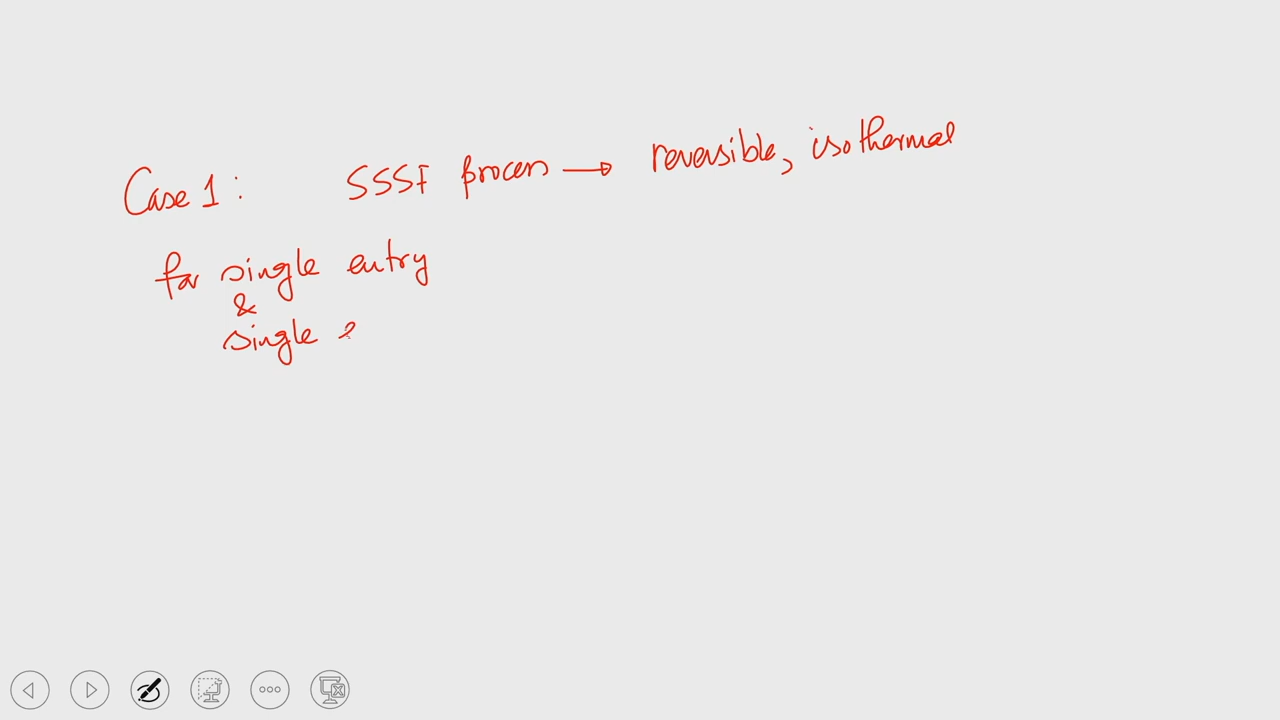 Case 1: SSSF process → reversible, isothermal
for single entry
&
single e